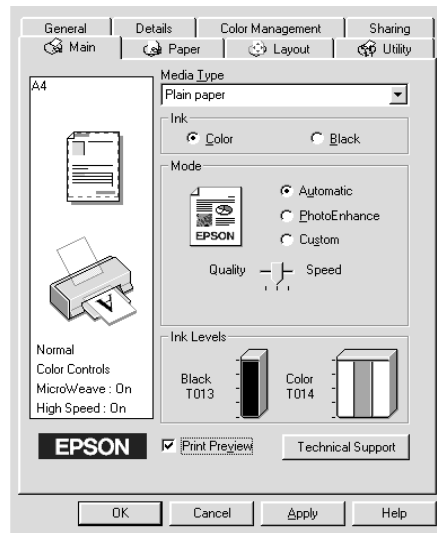 General Details Color Management Sharing
Main Paper Layout Utility
A4
Media Type
Plain paper
Ink
Color Black
Mode
EPSON
Automatic
PhotoEnhance
Custom
Quality Speed
A
Normal
Color Controls
MicroWeave : On
High Speed : On
Ink Levels
Black
T013
Color
T014
EPSON
Print Preview
Technical Support
OK Cancel Apply Help